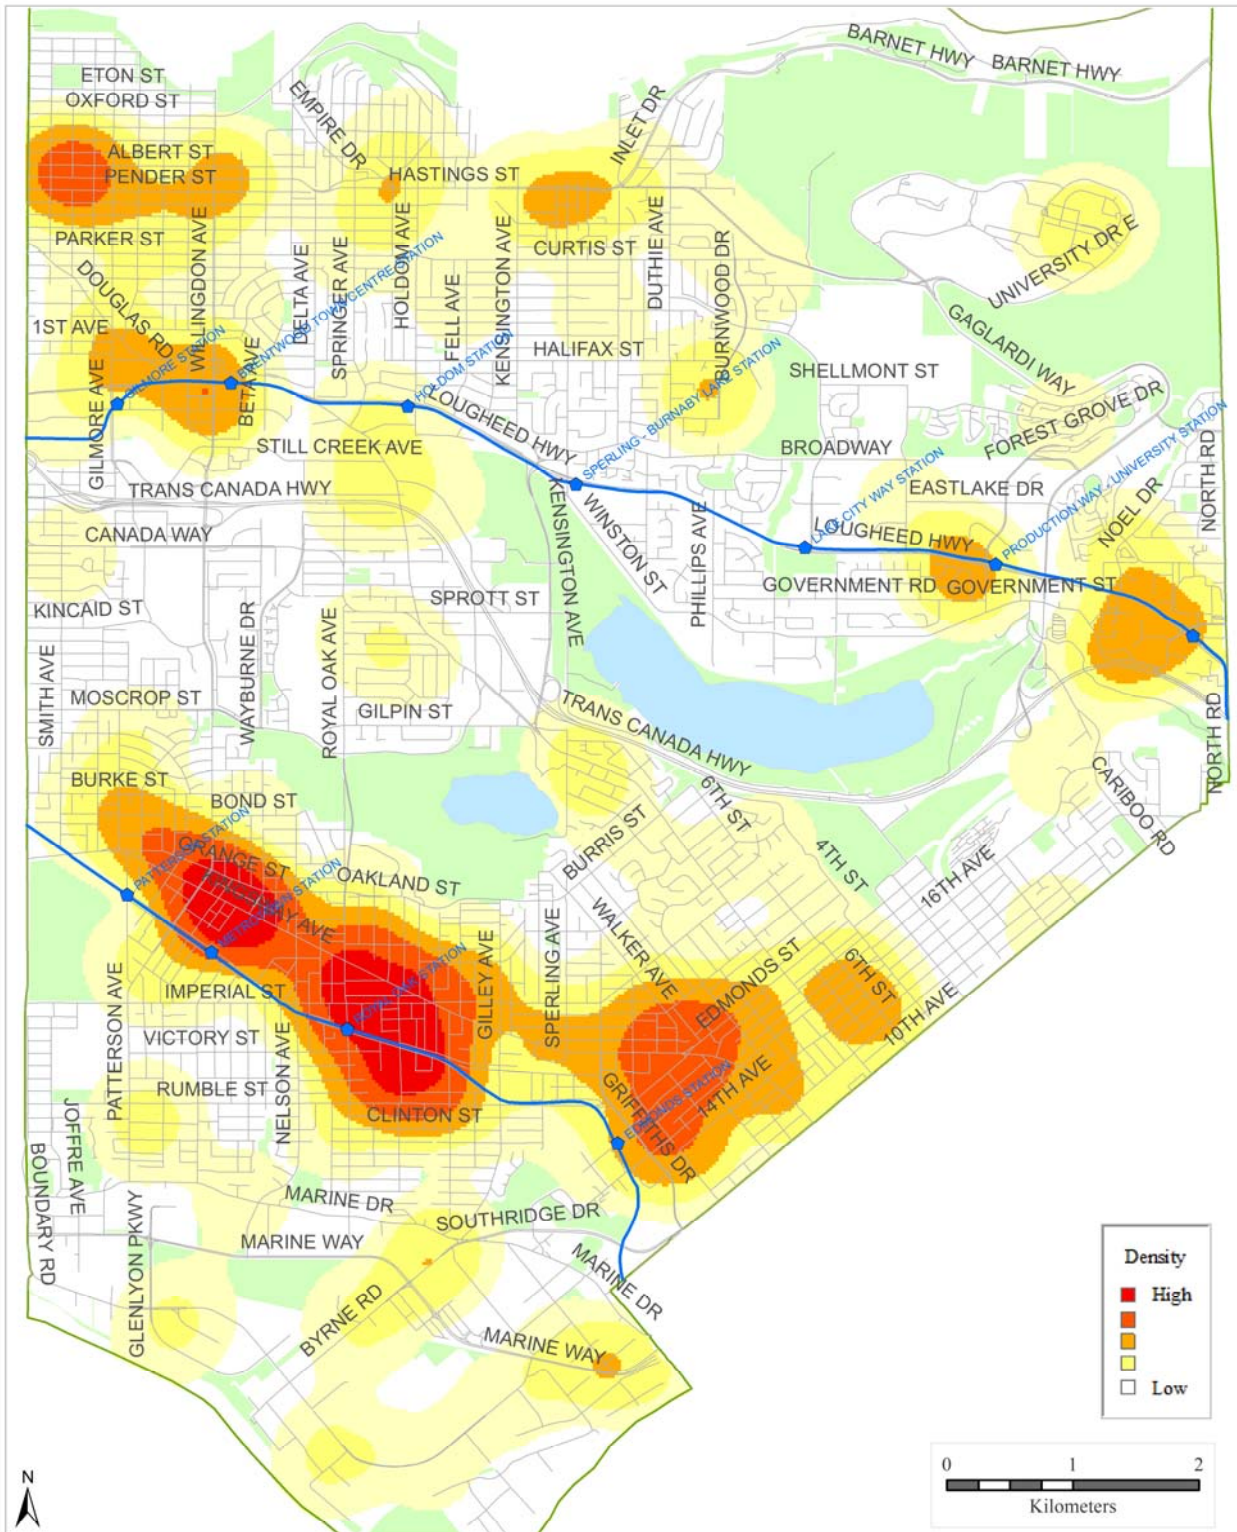 BARNET HWY
BARNET HWY
ETON ST
OXFORD ST
EMPIRE DR
INLET DR
ALBERT ST
PENDER ST
HASTINGS ST
PARKER ST
CURTIS ST
UNIVERSITY DR E
WILLINGDON AVE
DELTA AVE
SPRINGER AVE
HOLDOM AVE
FELL AVE
KENSINGTON AVE
DUTHIE AVE
BURNWOOD DR
DOUGLAS RD
1ST AVE
GILMORE STATION
BRENTWOOD TOWN CENTRE STATION
HOLDOM STATION
HALIFAX ST
SHELLMONT ST
GAGLARDI WAY
FOREST GROVE DR
GILMORE AVE
BETA AVE
LOUGHEED HWY
SPERLING - BURNABY LAKE STATION
STILL CREEK AVE
BROADWAY
NORTH RD
TRANS CANADA HWY
EASTLAKE DR
LAKE CITY WAY STATION
PRODUCTION WAY - UNIVERSITY STATION
NOEL DR
CANADA WAY
KENSINGTON AVE
WINSTON ST
PHILLIPS AVE
LOUGHEED HWY
GOVERNMENT RD
GOVERNMENT ST
KINCAID ST
SPROTT ST
SMITH AVE
WAYBURNE DR
ROYAL OAK AVE
MOSCROP ST
GILPIN ST
TRANS CANADA HWY
NORTH RD
BURKE ST
BOND ST
6TH ST
CARIBOO RD
PATTERSON STATION
GRANGE ST
METROTOWN STATION
OAKLAND ST
BURRIS ST
4TH ST
16TH AVE
WALKER AVE
EDMONDS ST
ROYAL OAK STATION
GILLEY AVE
SPERLING AVE
6TH ST
10TH AVE
PATTERSON AVE
IMPERIAL ST
VICTORY ST
NELSON AVE
RUMBLE ST
CLINTON ST
GRIFFITHS DR
EDMONDS STATION
14TH AVE
JOFFRE AVE
BOUNDARY RD
GLENLYON PKWY
MARINE DR
SOUTHRIDGE DR
MARINE WAY
MARINE DR
BYRNE RD
MARINE WAY
Density
High
Low
N
0 1 2
Kilometers